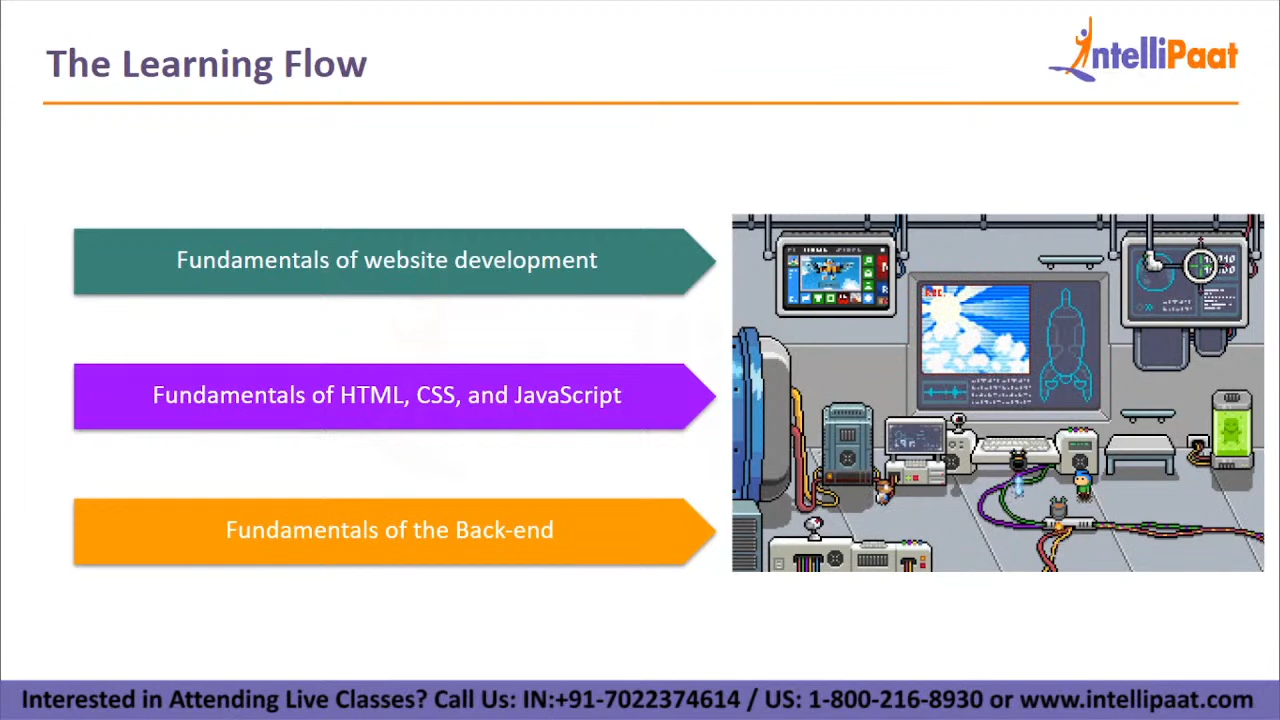 The Learning Flow
IntelliPaat
Fundamentals of website development
Fundamentals of HTML, CSS, and JavaScript
Fundamentals of the Back-end
Interested in Attending Live Classes? Call Us: IN:+91-7022374614 / US: 1-800-216-8930 or www.intellipaat.com